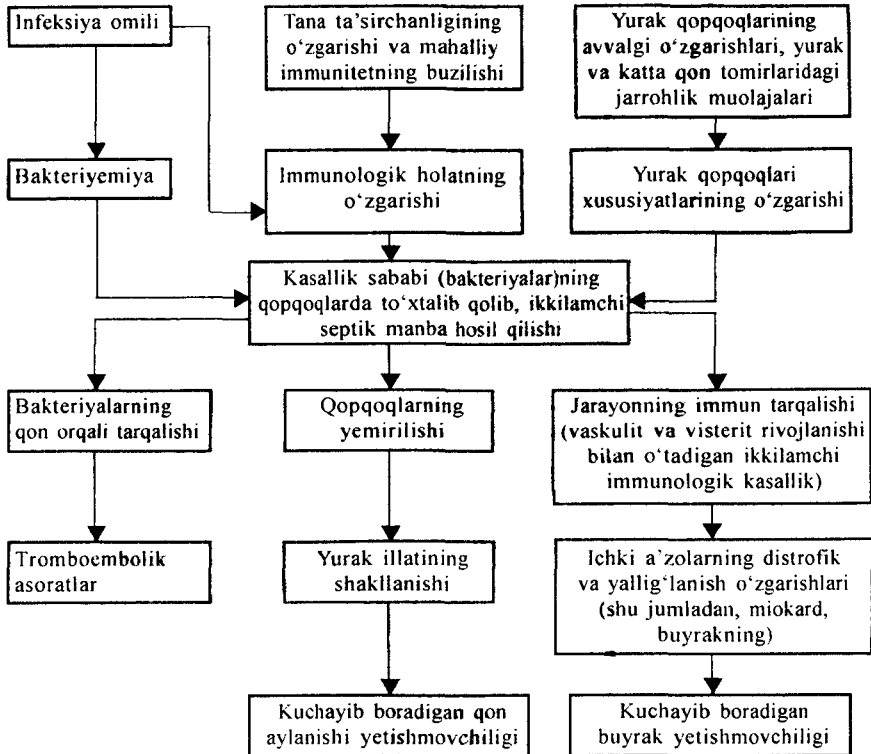 Infeksiya omili
Tana ta'sirchanligining
o‘zgarishi va mahalliy
immunitetning buzilishi
Yurak qopqoqlarining
avvalgi o‘zgarishlari, yurak
va katta qon tomirlaridagi
jarrohlik muolajalari
Bakteriyemiya
Immunologik holatning
o‘zgarishi
Yurak qopqoqlari
xususiyatlarining o‘zgarishi
Kasallik sababi (bakteriyalar)ning
qopqoqlarda to‘xtalib qolib, ikkilamchi
septik manba hosil qilishi
Bakteriyalarning
qon orqali tarqalishi
Qopqoqlarning
yemirilishi
Jarayonning immun tarqalishi
(vaskulit va visterit rivojlanishi
bilan o‘tadigan ikkilamchi
immunologik kasallik)
Tromboembolik
asoratlar
Yurak illatining
shakllanishi
Ichki a'zolarning distrofik
va yallig‘lanish o‘zgarishlari
(shu jumladan, miokard,
buyrakning)
Kuchayib boradigan qon
aylanishi yetishmovchiligi
Kuchayib boradigan
buyrak yetishmovchiligi